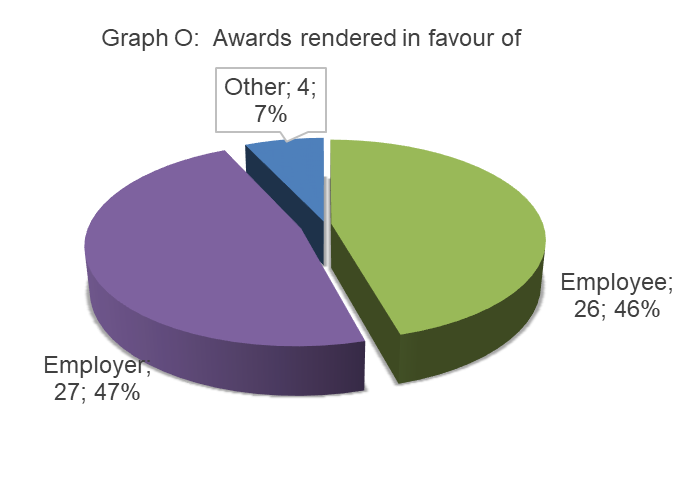 Graph O:  Awards rendered in favour of
Other; 4;
7%
Employee;
26; 46%
Employer;
27; 47%